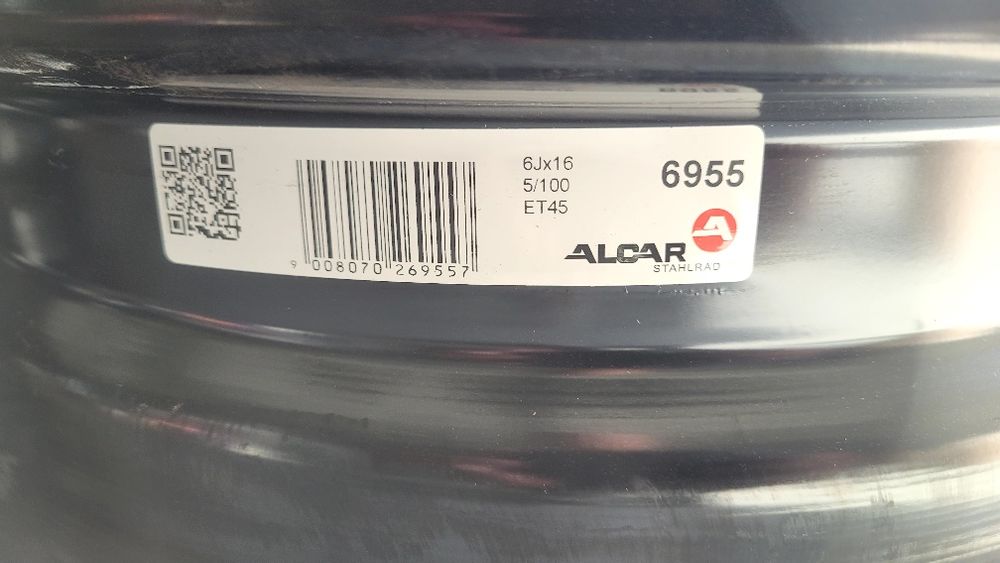 6Jx16
5/100
ET45
6955
ALCAR
STAHLRAD
9 008070 269557